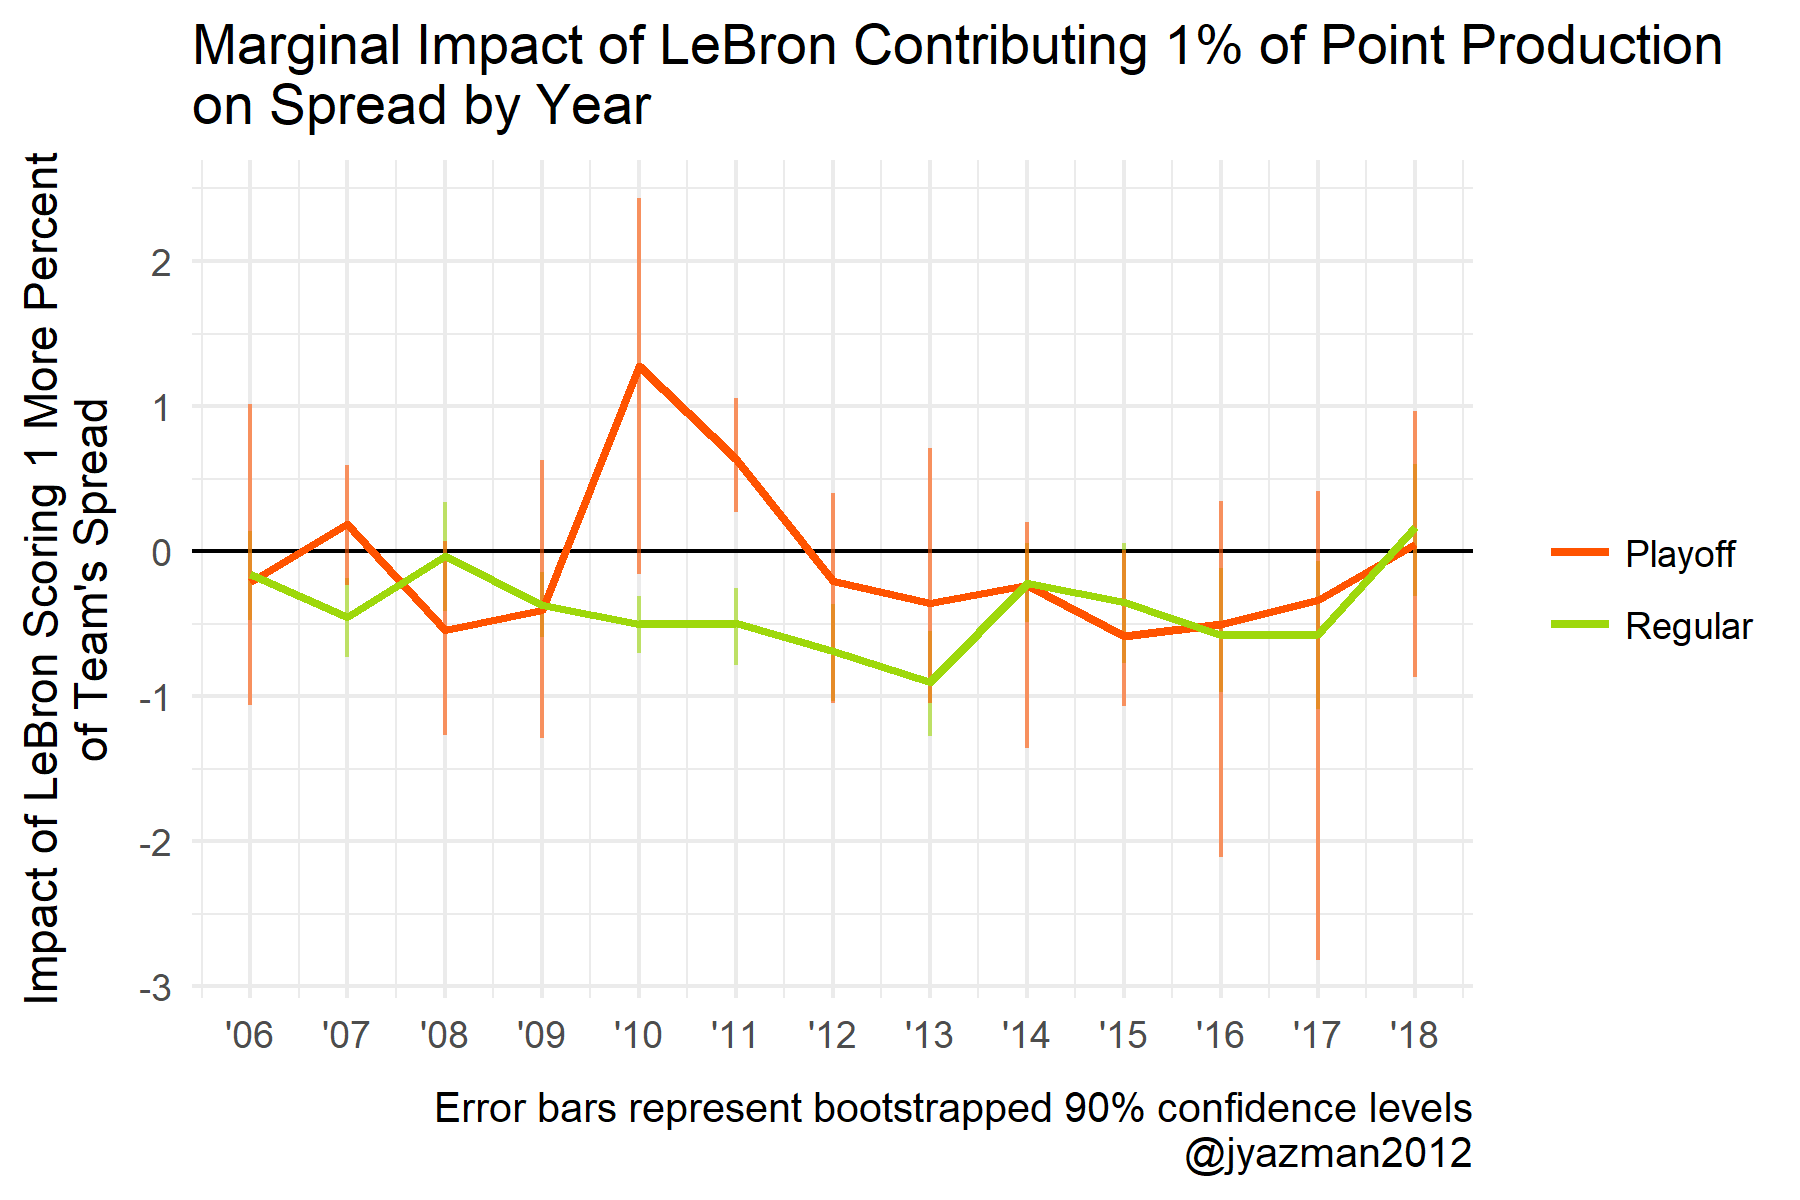 Marginal Impact of LeBron Contributing 1% of Point Production
on Spread by Year
Impact of LeBron Scoring 1 More Percent
of Team's Spread
2
1
0
-1
-2
-3
'06 '07 '08 '09 '10 '11 '12 '13 '14 '15 '16 '17 '18
Playoff
Regular
Error bars represent bootstrapped 90% confidence levels
@jyazman2012